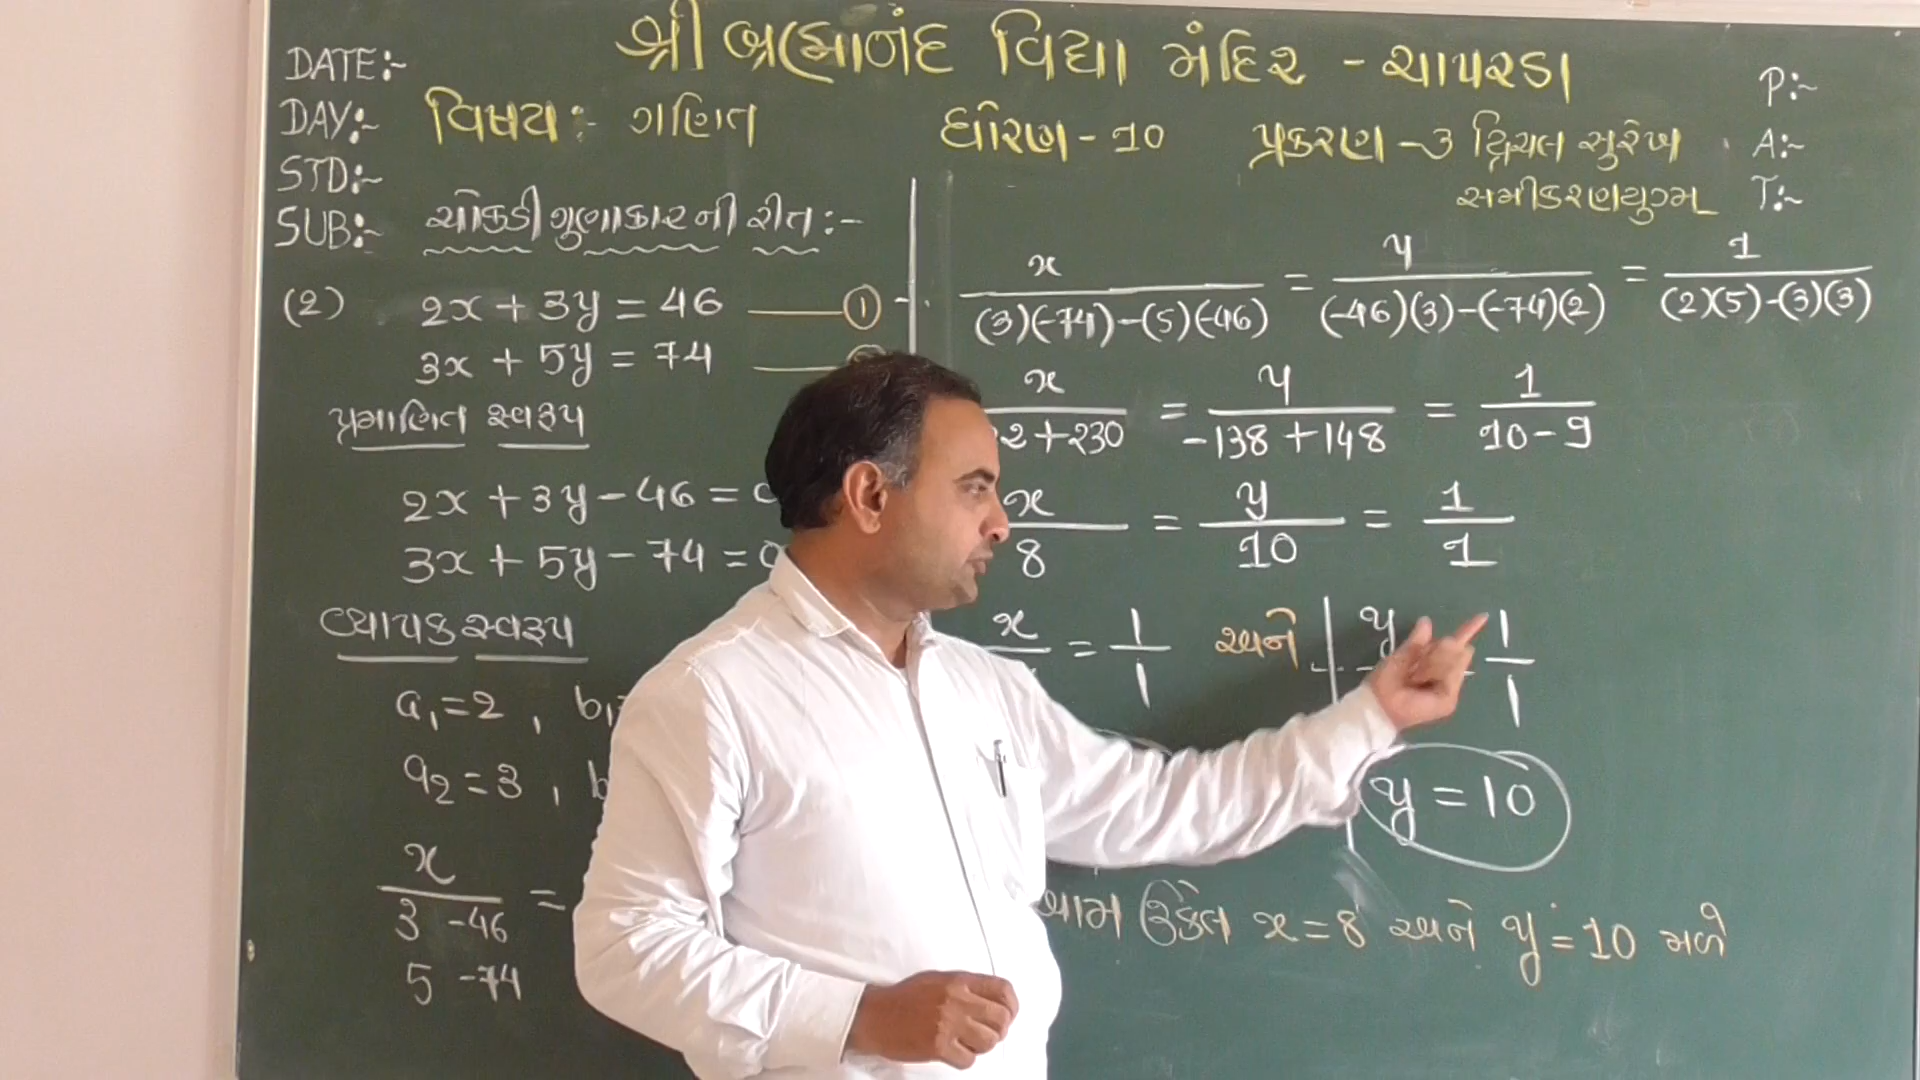 શ્રી બ્રહ્માનંદ વિદ્યા મંદિર - ચાપરડા
DATE:-
DAY:-
STD:-
SUB:-
વિષય:- ગણિત
ધોરણ - 10
પ્રકરણ - ૩ દ્વિચલ સુરેખ
સમીકરણયુગ્મ
P:-
A:-
T:-
ચોકડી ગુણાકારની રીત :-
(2) 2x + 3y = 46 ①
3x + 5y = 74
પ્રમાણિત સ્વરૂપ
2x + 3y - 46 = 0
3x + 5y - 74 = 0
વ્યાપક સ્વરૂપ
a₁ = 2 , b₁
a₂ = 3 , b
x
3 -46 =
5 -74
x / (3)(-74) - (5)(-46) = y / (-46)(3) - (-74)(2) = 1 / (2)(5) - (3)(3)
x / 2 + 230 = y / -138 + 148 = 1 / 10 - 9
x / 8 = y / 10 = 1 / 1
x = 1 / 1 અને y = 1 / 1
y = 10
આમ ઉકેલ x = 8 અને y = 10 મળે